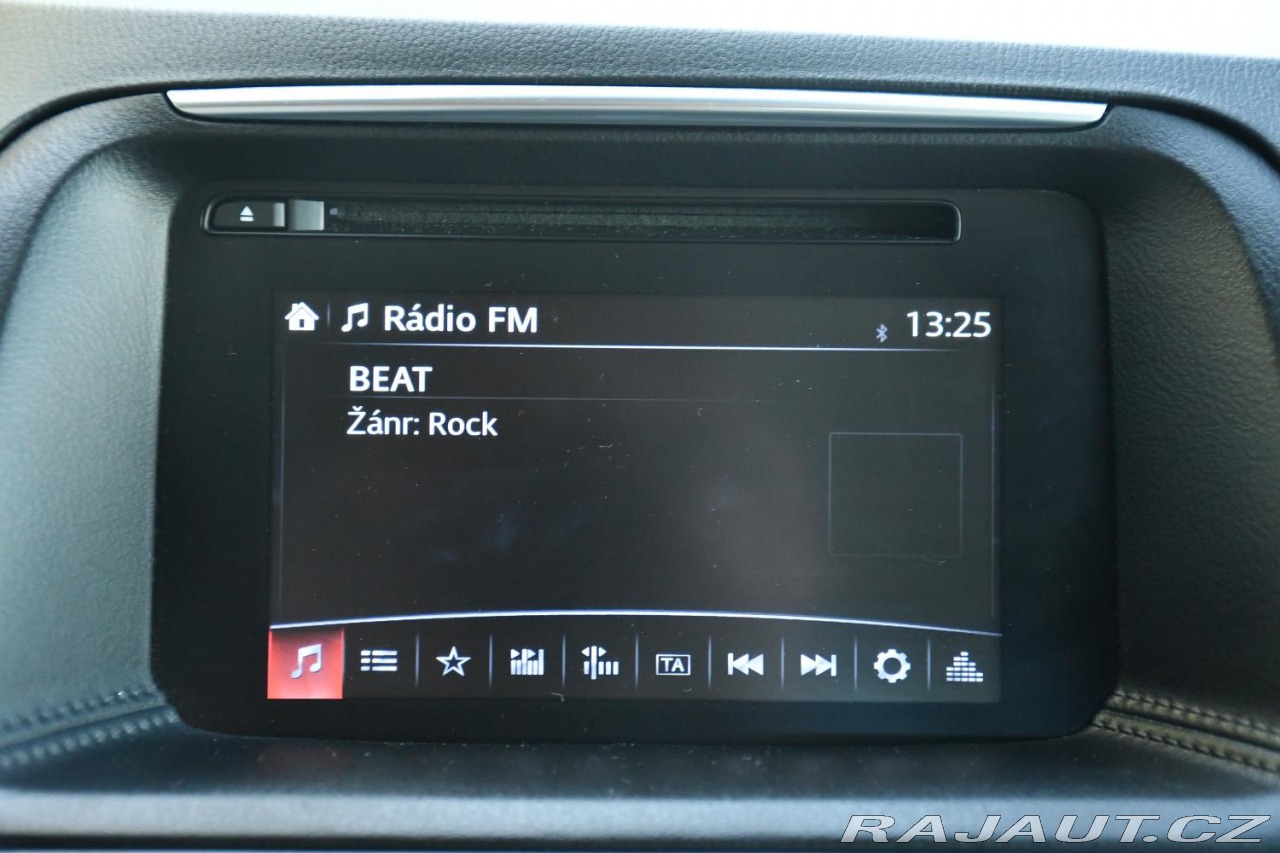 Rádio FM
13:25
BEAT
Žánr: Rock
TA
RAJAUT.CZ